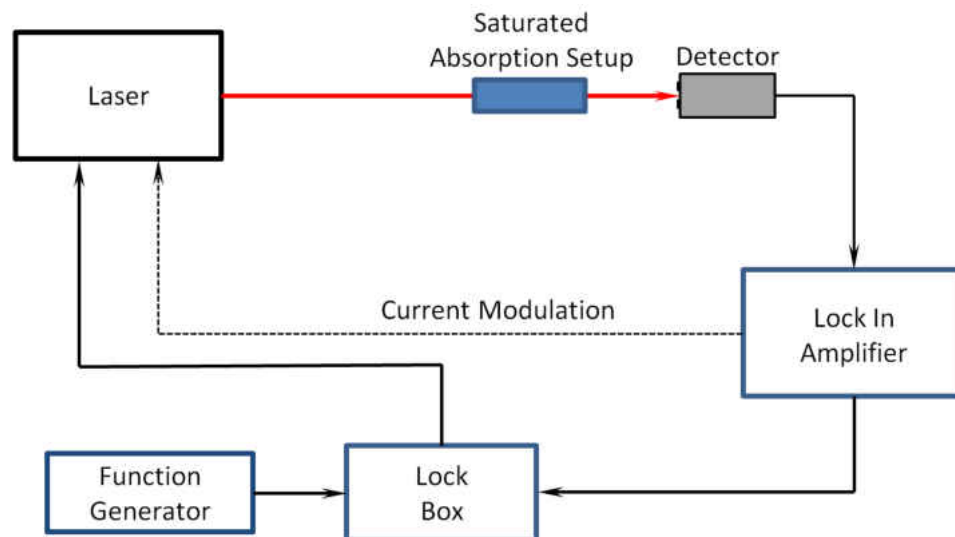 Saturated
Absorption Setup
Detector
Laser
Current Modulation
Lock In
Amplifier
Function
Generator
Lock
Box